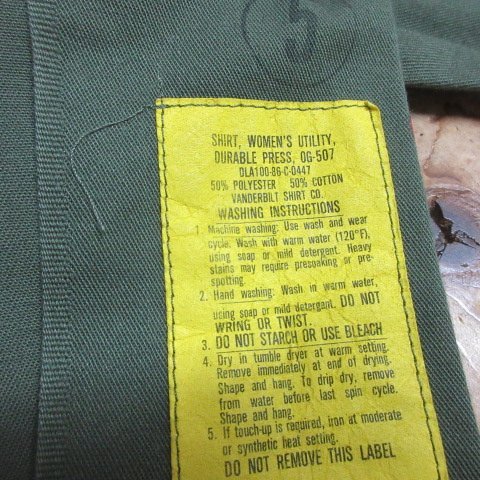 5
SHIRT, WOMEN'S UTILITY,
DURABLE PRESS, OG-507
DLA100-86-C-0447
50% POLYESTER 50% COTTON
VANDERBILT SHIRT CO.
WASHING INSTRUCTIONS
1. Machine washing: Use wash and wear
cycle. Wash with warm water (120°F),
using soap or mild detergent. Heavy
stains may require presoaking or pre-
spotting.
2. Hand washing: Wash in warm water,
using soap or mild detergent. DO NOT
WRING OR TWIST.
3. DO NOT STARCH OR USE BLEACH
4. Dry in tumble dryer at warm setting.
Remove immediately at end of drying.
Shape and hang. To drip dry, remove
from water before last spin cycle.
Shape and hang.
5. If touch-up is required, iron at moderate
or synthetic heat setting.
DO NOT REMOVE THIS LABEL